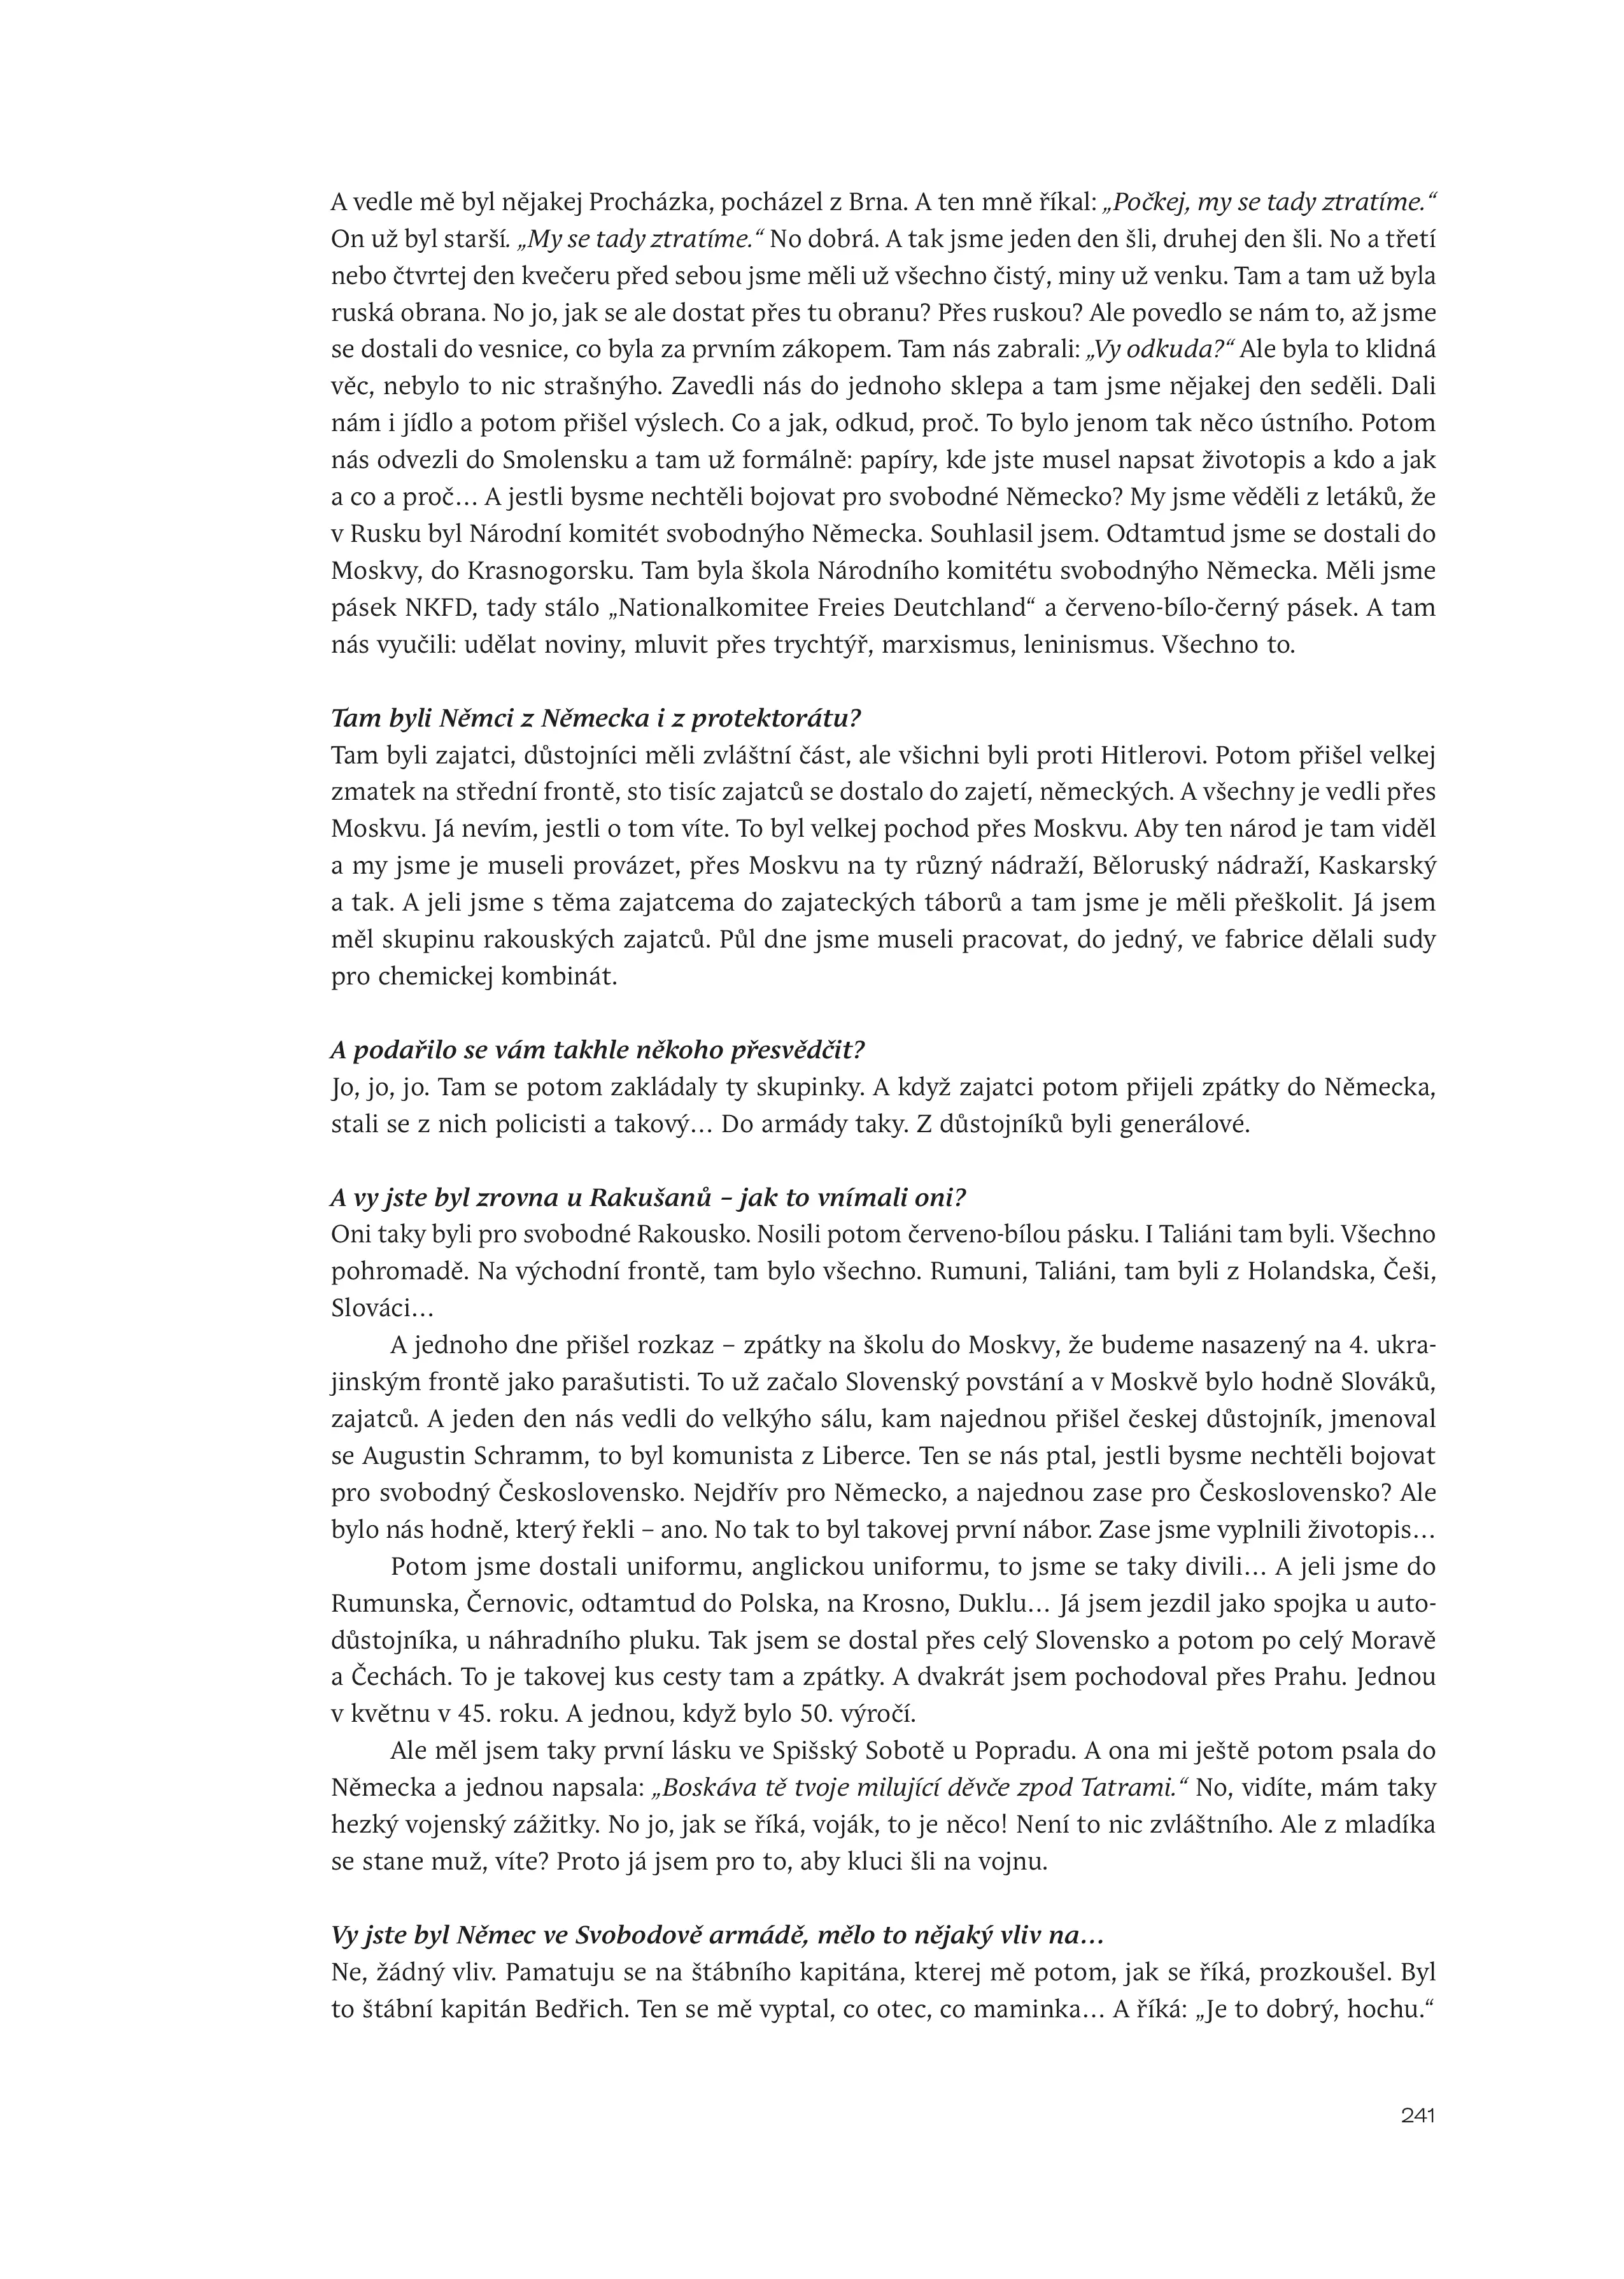 A vedle mě byl nějakej Procházka, pocházel z Brna. A ten mně říkal: „Počkej, my se tady ztratíme.“
On už byl starší. „My se tady ztratíme.“ No dobrá. A tak jsme jeden den šli, druhej den šli. No a třetí
nebo čtvrtej den kvečeru před sebou jsme měli už všechno čistý, miny už venku. Tam a tam už byla
ruská obrana. No jo, jak se ale dostat přes tu obranu? Přes ruskou? Ale povedlo se nám to, až jsme
se dostali do vesnice, co byla za prvním zákopem. Tam nás zabrali: „Vy odkuda?“ Ale byla to klidná
věc, nebylo to nic strašnýho. Zavedli nás do jednoho sklepa a tam jsme nějakej den seděli. Dali
nám i jídlo a potom přišel výslech. Co a jak, odkud, proč. To bylo jenom tak něco ústního. Potom
nás odvezli do Smolensku a tam už formálně: papíry, kde jste musel napsat životopis a kdo a jak
a co a proč… A jestli bysme nechtěli bojovat pro svobodné Německo? My jsme věděli z letáků, že
v Rusku byl Národní komitét svobodnýho Německa. Souhlasil jsem. Odtamtud jsme se dostali do
Moskvy, do Krasnogorsku. Tam byla škola Národního komitétu svobodnýho Německa. Měli jsme
pásek NKFD, tady stálo „Nationalkomitee Freies Deutchland“ a červeno-bílo-černý pásek. A tam
nás vyučili: udělat noviny, mluvit přes trychtýř, marxismus, leninismus. Všechno to.
Tam byli Němci z Německa i z protektorátu?
Tam byli zajatci, důstojníci měli zvláštní část, ale všichni byli proti Hitlerovi. Potom přišel velkej
zmatek na střední frontě, sto tisíc zajatců se dostalo do zajetí, německých. A všechny je vedli přes
Moskvu. Já nevím, jestli o tom víte. To byl velkej pochod přes Moskvu. Aby ten národ je tam viděl
a my jsme je museli provázet, přes Moskvu na ty různý nádraží, Běloruský nádraží, Kaskarský
a tak. A jeli jsme s těma zajatcema do zajateckých táborů a tam jsme je měli přeškolit. Já jsem
měl skupinu rakouských zajatců. Půl dne jsme museli pracovat, do jedný, ve fabrice dělali sudy
pro chemickej kombinát.
A podařilo se vám takhle někoho přesvědčit?
Jo, jo, jo. Tam se potom zakládaly ty skupinky. A když zajatci potom přijeli zpátky do Německa,
stali se z nich policisti a takový… Do armády taky. Z důstojníků byli generálové.
A vy jste byl zrovna u Rakušanů – jak to vnímali oni?
Oni taky byli pro svobodné Rakousko. Nosili potom červeno-bílou pásku. I Taliáni tam byli. Všechno
pohromadě. Na východní frontě, tam bylo všechno. Rumuni, Taliáni, tam byli z Holandska, Češi,
Slováci…
A jednoho dne přišel rozkaz – zpátky na školu do Moskvy, že budeme nasazený na 4. ukra-
jinským frontě jako parašutisti. To už začalo Slovenský povstání a v Moskvě bylo hodně Slováků,
zajatců. A jeden den nás vedli do velkýho sálu, kam najednou přišel českej důstojník, jmenoval
se Augustin Schramm, to byl komunista z Liberce. Ten se nás ptal, jestli bysme nechtěli bojovat
pro svobodný Československo. Nejdřív pro Německo, a najednou zase pro Československo? Ale
bylo nás hodně, který řekli – ano. No tak to byl takovej první nábor. Zase jsme vyplnili životopis…
Potom jsme dostali uniformu, anglickou uniformu, to jsme se taky divili… A jeli jsme do
Rumunska, Černovic, odtamtud do Polska, na Krosno, Duklu… Já jsem jezdil jako spojka u auto-
důstojníka, u náhradního pluku. Tak jsem se dostal přes celý Slovensko a potom po celý Moravě
a Čechách. To je takovej kus cesty tam a zpátky. A dvakrát jsem pochodoval přes Prahu. Jednou
v květnu v 45. roku. A jednou, když bylo 50. výročí.
Ale měl jsem taky první lásku ve Spišský Sobotě u Popradu. A ona mi ještě potom psala do
Německa a jednou napsala: „Boskáva tě tvoje milující děvče zpod Tatrami.“ No, vidíte, mám taky
hezký vojenský zážitky. No jo, jak se říká, voják, to je něco! Není to nic zvláštního. Ale z mladíka
se stane muž, víte? Proto já jsem pro to, aby kluci šli na vojnu.
Vy jste byl Němec ve Svobodově armádě, mělo to nějaký vliv na…
Ne, žádný vliv. Pamatuju se na štábního kapitána, kterej mě potom, jak se říká, prozkoušel. Byl
to štábní kapitán Bedřich. Ten se mě vyptal, co otec, co maminka… A říká: „Je to dobrý, hochu.“
241